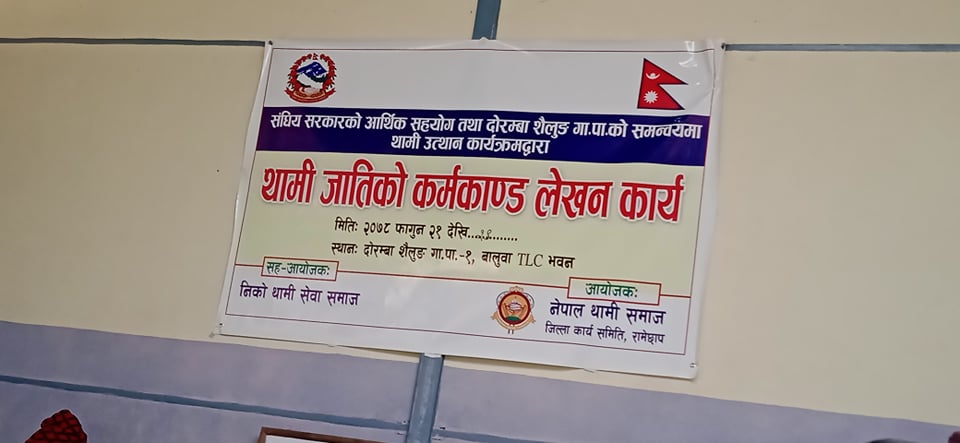 संघिय सरकारको आर्थिक सहयोग तथा दोरम्बा शैलुङ गा.पा.को समन्वयमा
थामी उत्थान कार्यक्रमद्वारा
थामी जातिको कर्मकाण्ड लेखन कार्य
मितिः २०७८ फागुन २१ देखि...........
स्थानः दोरम्बा शैलुङ गा.पा.-१, बालुवा TLC भवन
सह-आयोजकः
निको थामी सेवा समाज
आयोजकः
नेपाल थामी समाज
जिल्ला कार्य समिति, रामेछाप